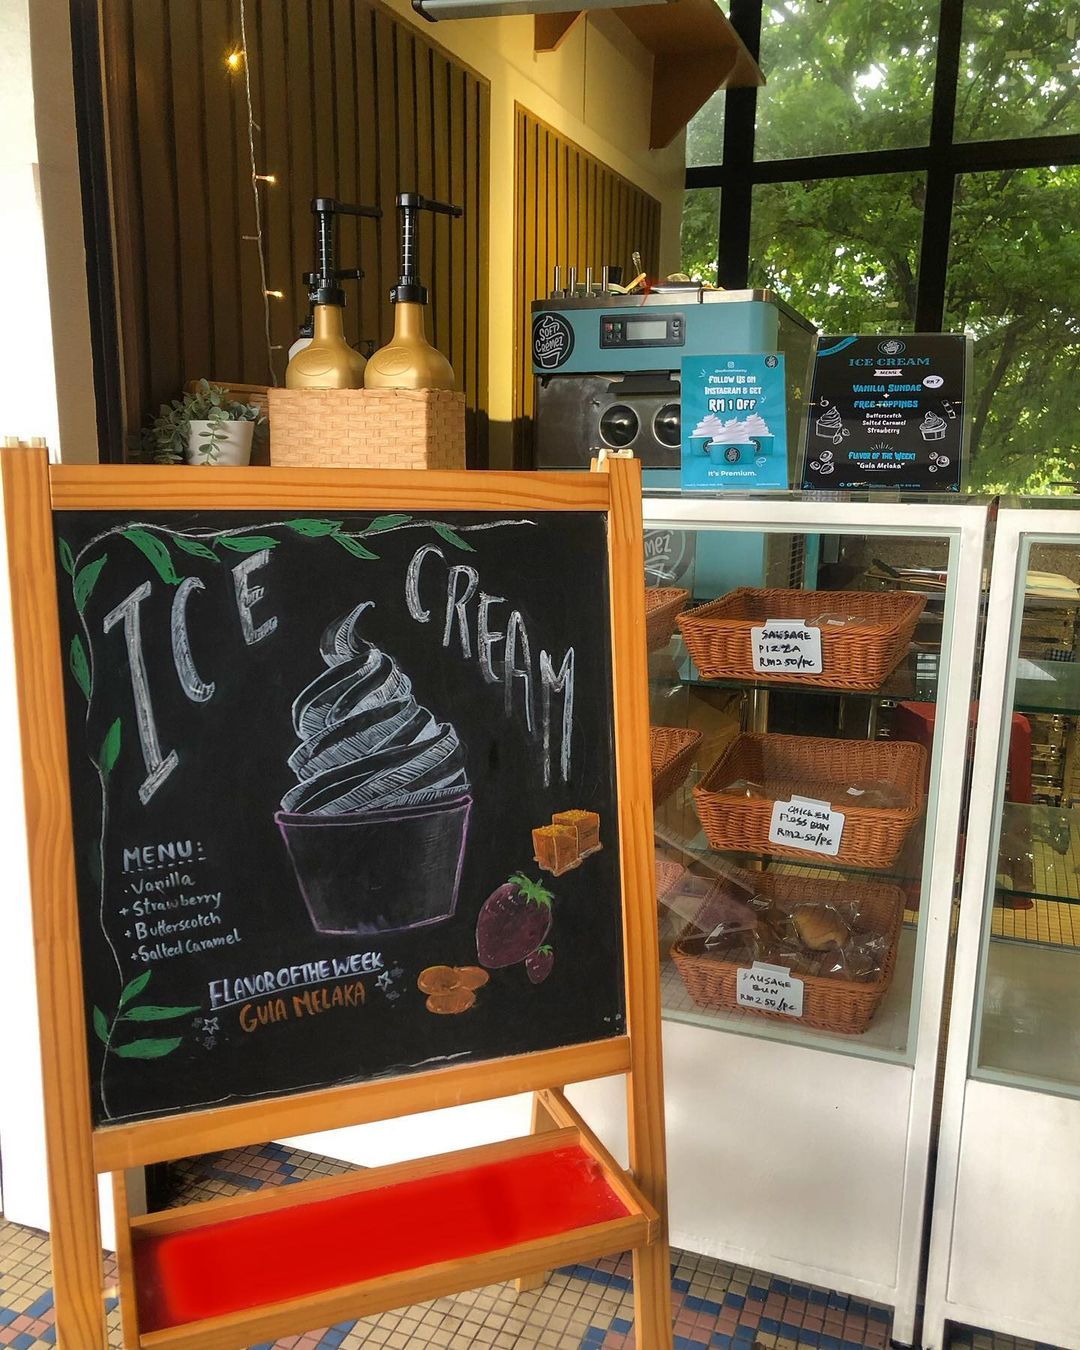 ICE CREAM
MENU:
· Vanilla
+ Strawberry
+ Butterscotch
+ Salted Caramel
FLAVOR OF THE WEEK
GULA MELAKA
SOFT
CRÈMEZ
FOLLOW US ON
INSTAGRAM & GET
RM 1 OFF
It's Premium.
ICE CREAM
MENU
VANILLA SUNDAE
RM 7
+
FREE TOPPINGS
Butterscotch
Salted Caramel
Strawberry
FLAVOR OF THE WEEK!
"Gula Melaka"
MEZ
SAUSAGE
PIZZA
RM2.50/PC
CHICKEN
FLOSS BUN
RM2.50/PC
SAUSAGE
BUN
RM2.50/PC